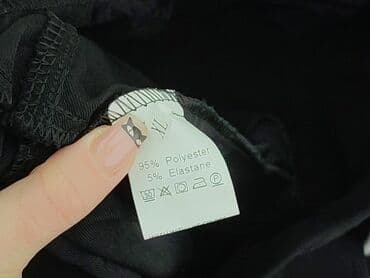 XL
95% Polyester
5% Elastane